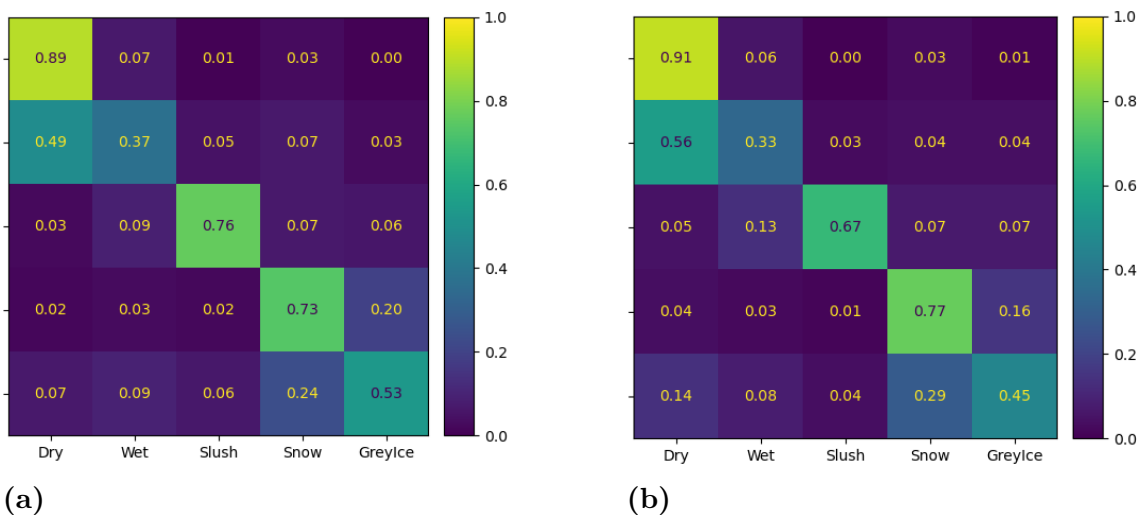 0.89 0.07 0.01 0.03 0.00
0.49 0.37 0.05 0.07 0.03
0.03 0.09 0.76 0.07 0.06
0.02 0.03 0.02 0.73 0.20
0.07 0.09 0.06 0.24 0.53
Dry Wet Slush Snow GreyIce
1.0
0.8
0.6
0.4
0.2
0.0
(a)
0.91 0.06 0.00 0.03 0.01
0.56 0.33 0.03 0.04 0.04
0.05 0.13 0.67 0.07 0.07
0.04 0.03 0.01 0.77 0.16
0.14 0.08 0.04 0.29 0.45
Dry Wet Slush Snow GreyIce
1.0
0.8
0.6
0.4
0.2
0.0
(b)